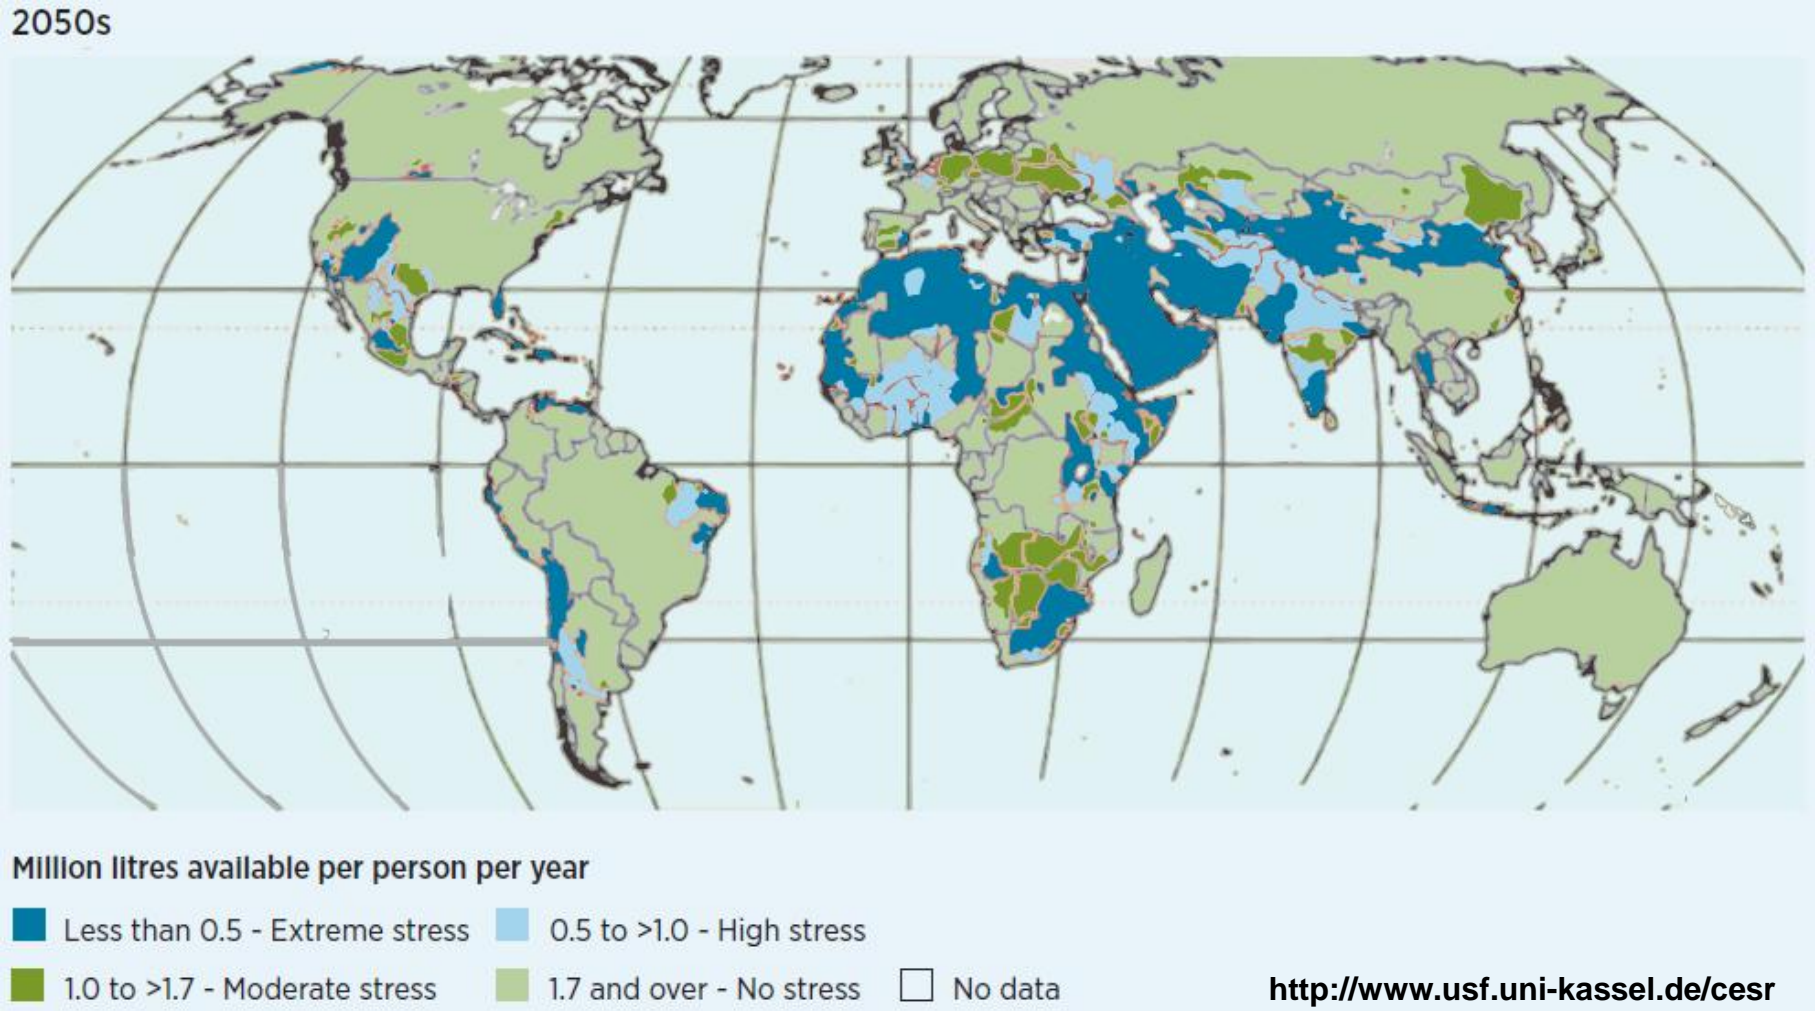 2050s
Million litres available per person per year
Less than 0.5 - Extreme stress
0.5 to >1.0 - High stress
1.0 to >1.7 - Moderate stress
1.7 and over - No stress
No data
http://www.usf.uni-kassel.de/cesr